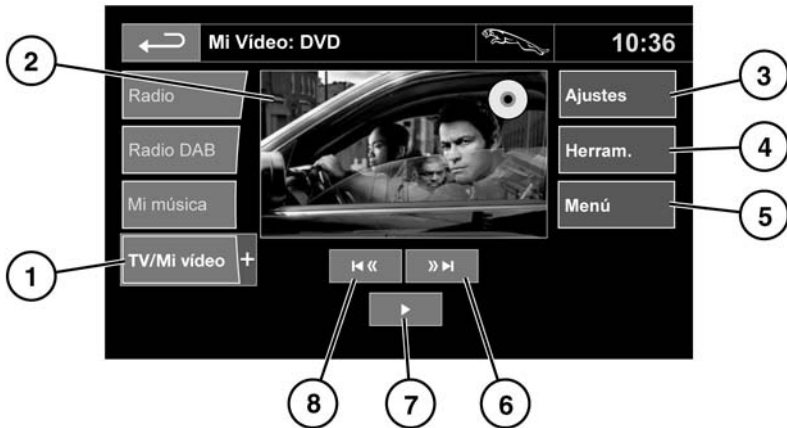 Mi Vídeo: DVD
10:36
2
Radio
Ajustes
3
Radio DAB
Herram.
4
Mi música
Menú
5
1
TV/Mi vídeo +
8
7
6